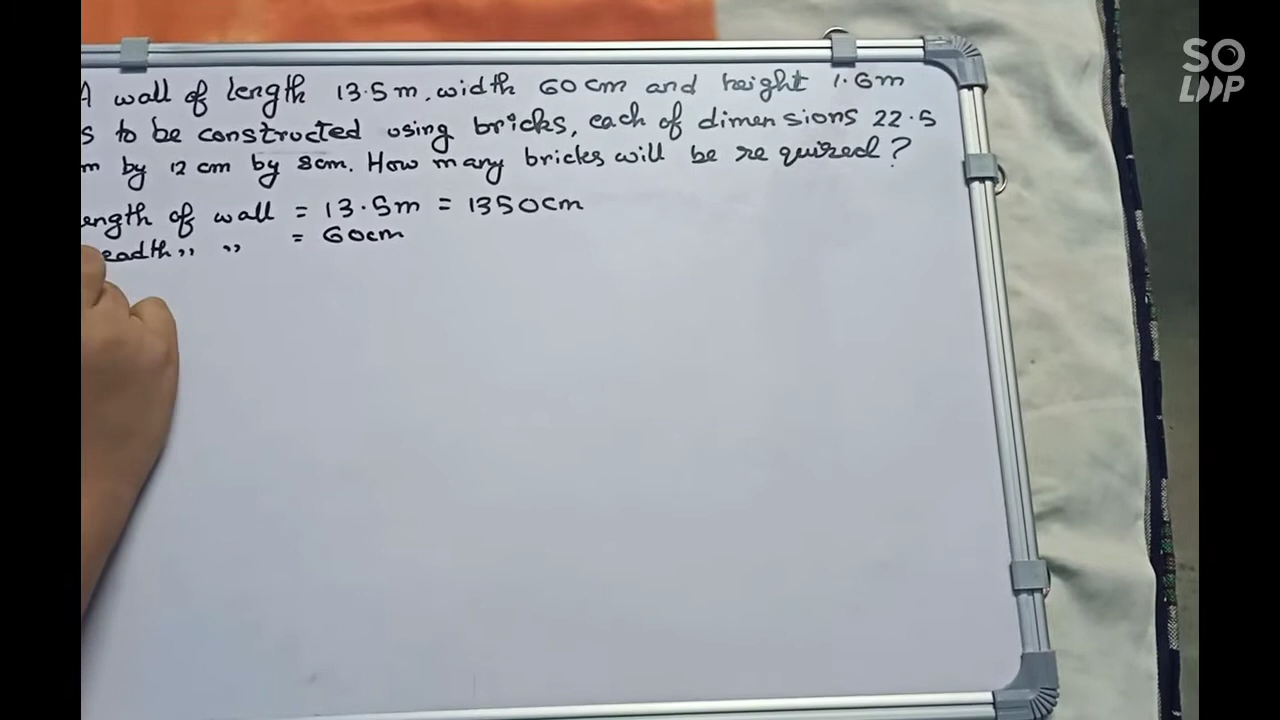 A wall of length 13.5m, width 60cm and height 1.6m
s to be constructed using bricks, each of dimensions 22.5
m by 12 cm by 8cm. How many bricks will be required?
ength of wall = 13.5m = 1350cm
eadth ,, ,, = 60cm
SOLOOP